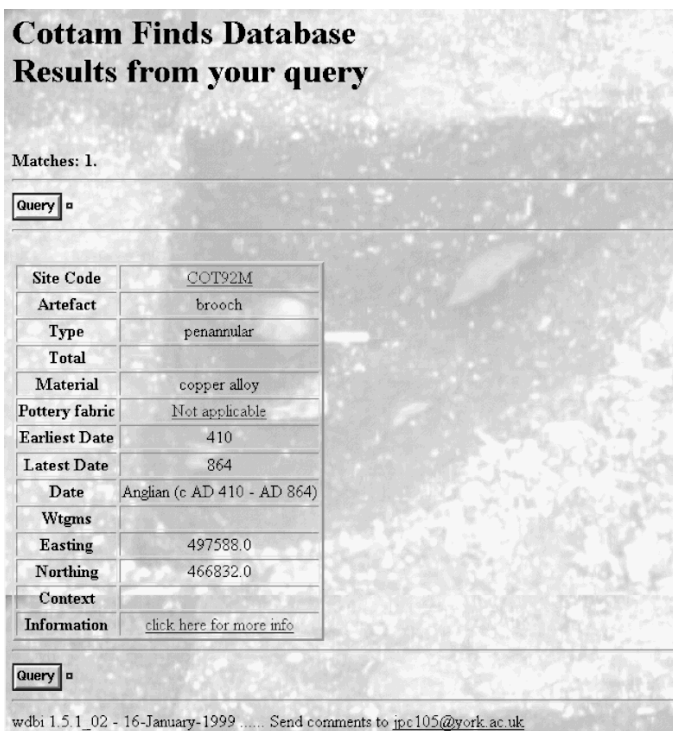 Cottam Finds Database
Results from your query
Matches: 1.
Query
Site Code COT92M
Artefact brooch
Type penannular
Total
Material copper alloy
Pottery fabric Not applicable
Earliest Date 410
Latest Date 864
Date Anglian (c AD 410 - AD 864)
Wtgms
Easting 497588.0
Northing 466832.0
Context
Information click here for more info
Query
wdbi 1.5.1_02 - 16-January-1999 ...... Send comments to jpc105@york.ac.uk